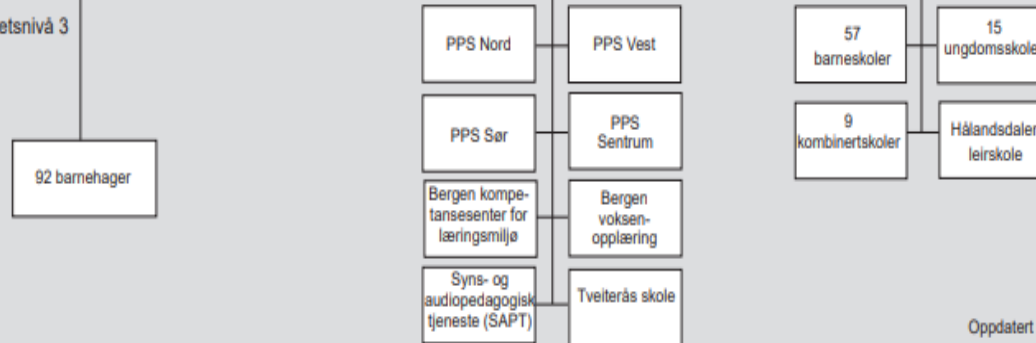 etsnivå 3
92 barnehager
PPS Nord
PPS Vest
PPS Sør
PPS
Sentrum
Bergen kompe-
tansesenter for
læringsmiljø
Bergen
voksen-
opplæring
Syns- og
audiopedagogisk
tjeneste (SAPT)
Tveiterås skole
57
barneskoler
15
ungdomsskole
9
kombinertskoler
Hålandsdalen
leirskole
Oppdatert